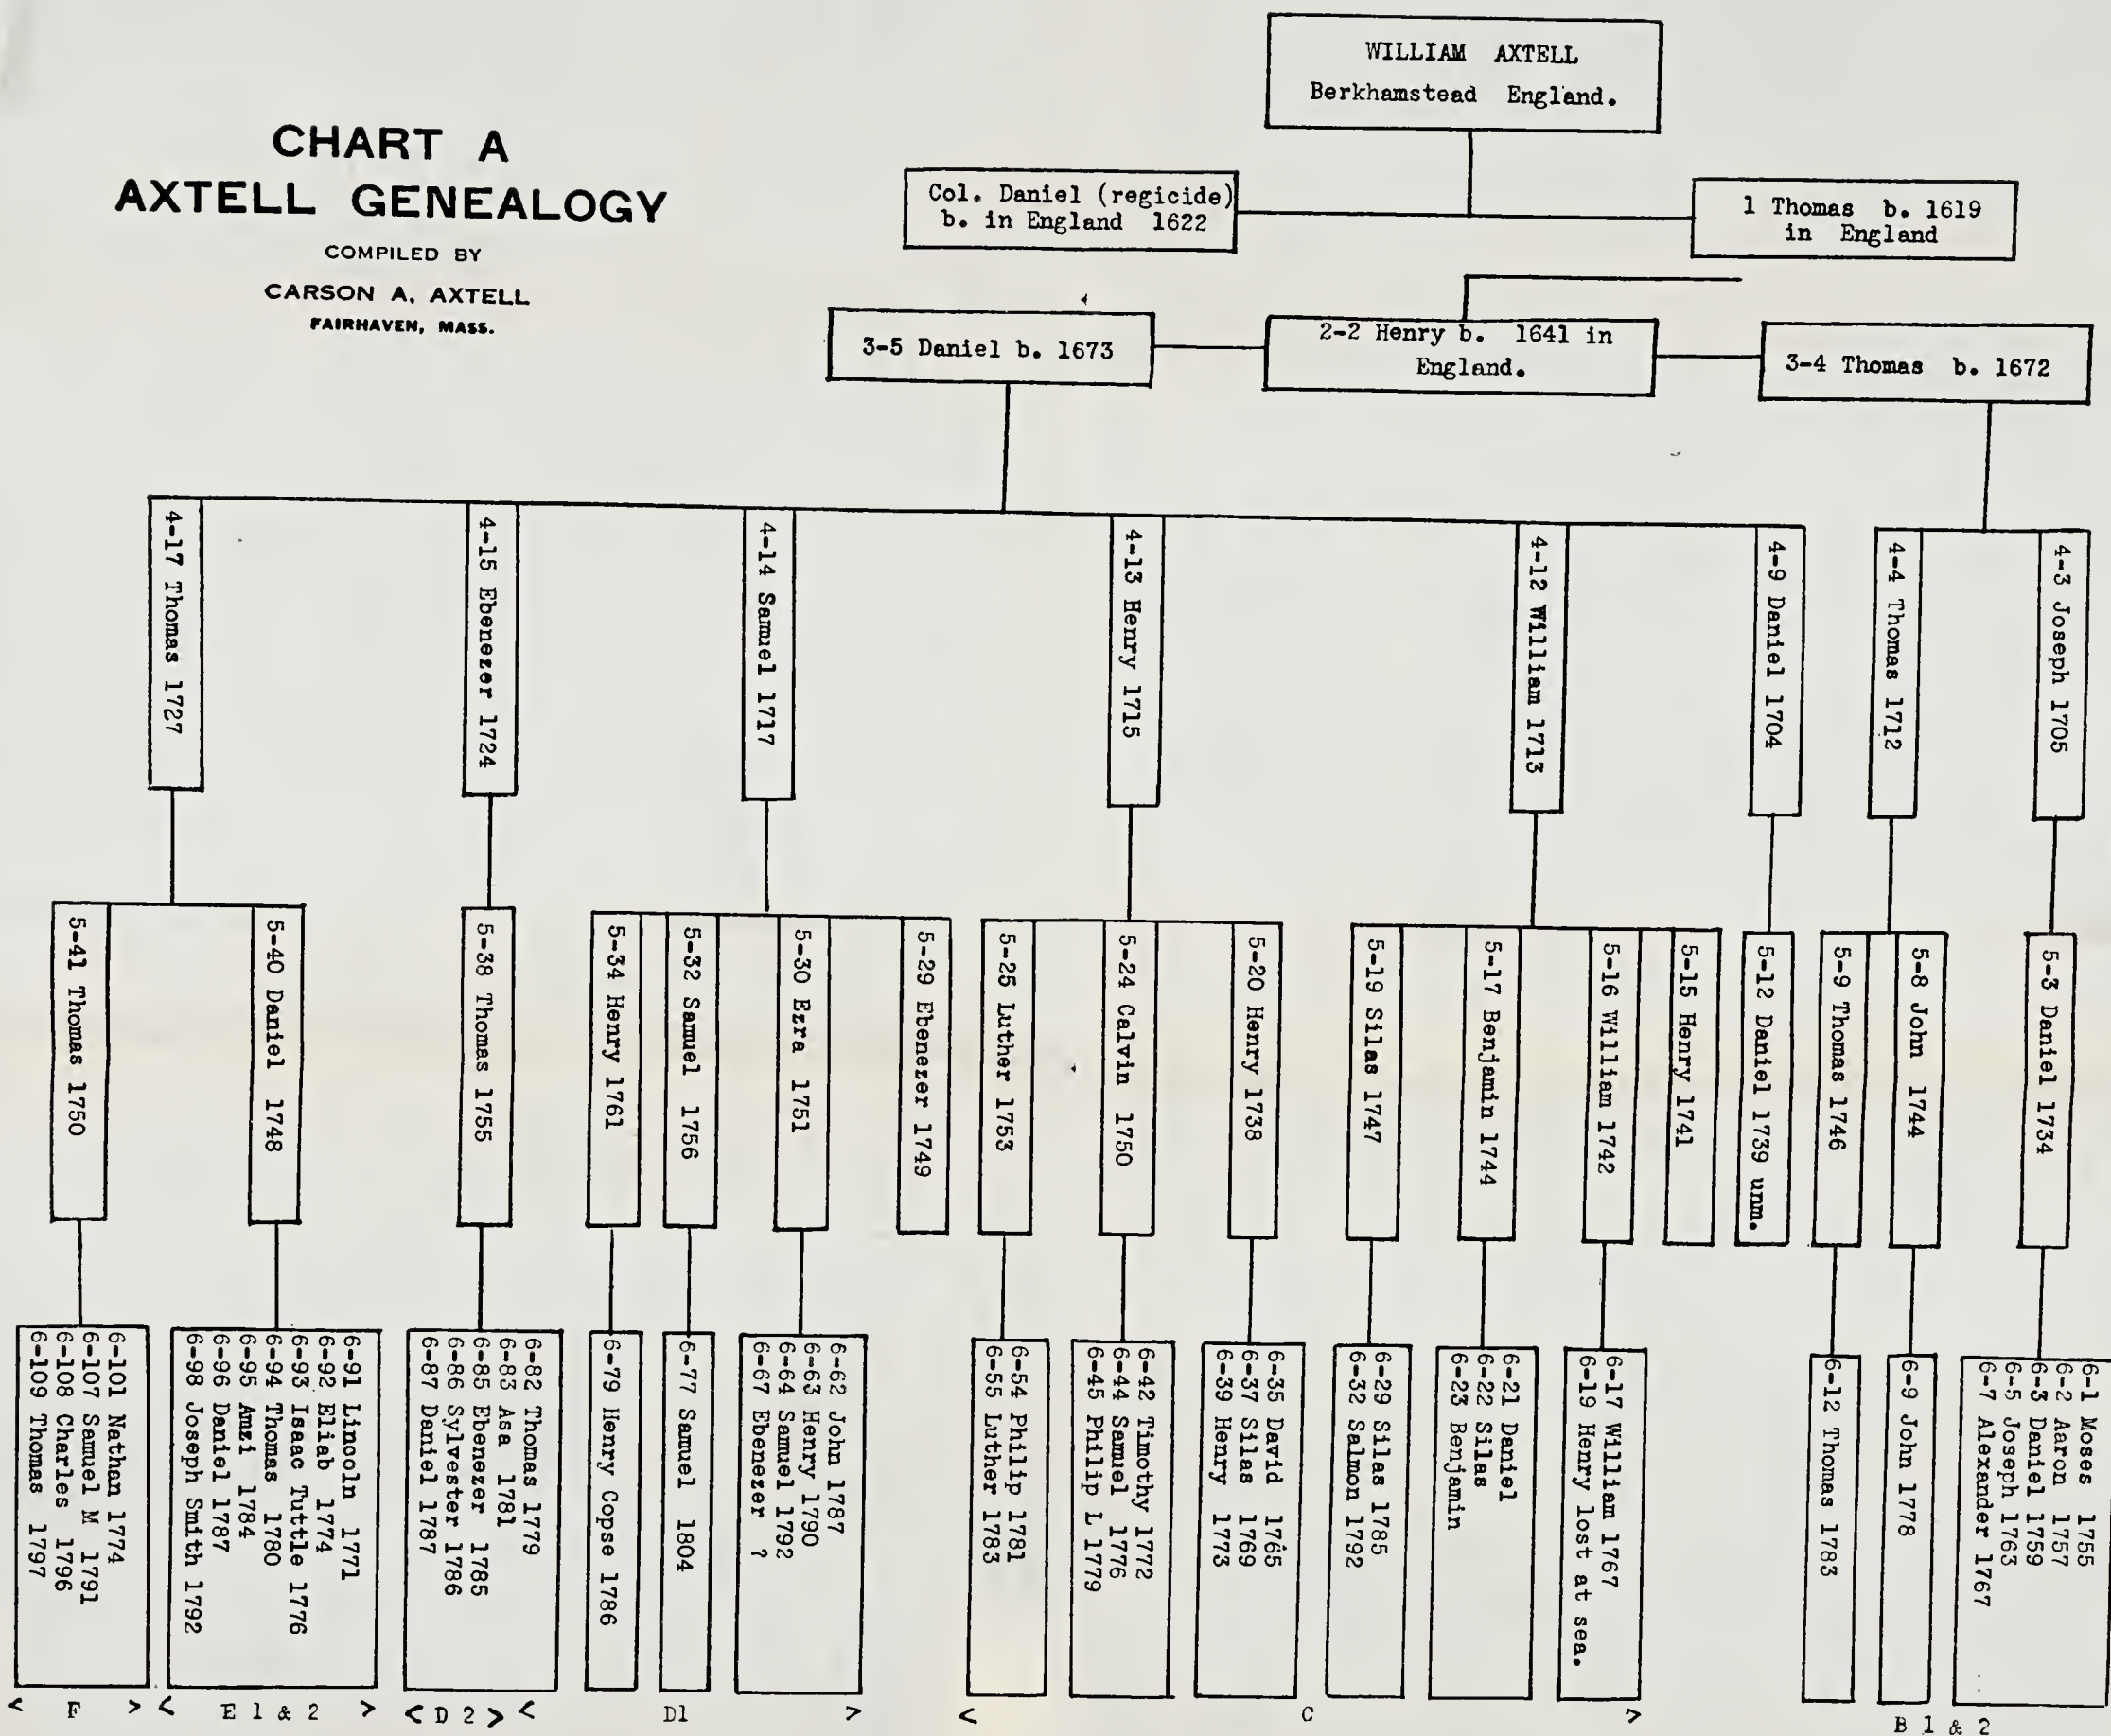 CHART A
AXTELL GENEALOGY
COMPILED BY
CARSON A. AXTELL
FAIRHAVEN, MASS.
WILLIAM AXTELL
Berkhamstead England.
Col. Daniel (regicide)
b. in England 1622
1 Thomas b. 1619
in England
3-5 Daniel b. 1673
2-2 Henry b. 1641 in
England.
3-4 Thomas b. 1672
4-17 Thomas 1727
4-15 Ebenezer 1724
4-14 Samuel 1717
4-13 Henry 1715
4-12 William 1713
4-9 Daniel 1704
4-4 Thomas 1712
4-3 Joseph 1705
5-41 Thomas 1750
5-40 Daniel 1748
5-38 Thomas 1755
5-34 Henry 1761
5-32 Samuel 1756
5-30 Ezra 1751
5-29 Ebenezer 1749
5-25 Luther 1753
5-24 Calvin 1750
5-20 Henry 1738
5-19 Silas 1747
5-17 Benjamin 1744
5-16 William 1742
5-15 Henry 1741
5-12 Daniel 1739 unm.
5-9 Thomas 1746
5-8 John 1744
5-3 Daniel 1734
6-101 Nathan 1774
6-107 Samuel M 1791
6-108 Charles 1796
6-109 Thomas 1797
6-91 Lincoln 1771
6-92 Eliab 1774
6-93 Isaac Tuttle 1776
6-94 Thomas 1780
6-95 Amzi 1784
6-96 Daniel 1787
6-98 Joseph Smith 1792
6-82 Thomas 1779
6-83 Asa 1781
6-85 Ebenezer 1785
6-86 Sylvester 1786
6-87 Daniel 1787
6-79 Henry Copse 1786
6-77 Samuel 1804
6-62 John 1787
6-63 Henry 1790
6-64 Samuel 1792
6-67 Ebenezer ?
6-54 Philip 1781
6-55 Luther 1783
6-42 Timothy 1772
6-44 Samuel 1776
6-45 Philip L 1779
6-35 David 1765
6-37 Silas 1769
6-39 Henry 1773
6-29 Silas 1785
6-32 Salmon 1792
6-21 Daniel
6-22 Silas
6-23 Benjamin
6-17 William 1767
6-19 Henry lost at sea.
6-12 Thomas 1783
6-9 John 1778
6-1 Moses 1755
6-2 Aaron 1757
6-3 Daniel 1759
6-5 Joseph 1763
6-7 Alexander 1767
< F >
< E 1 & 2 >
< D 2 >
< D1 >
< C >
B 1 & 2